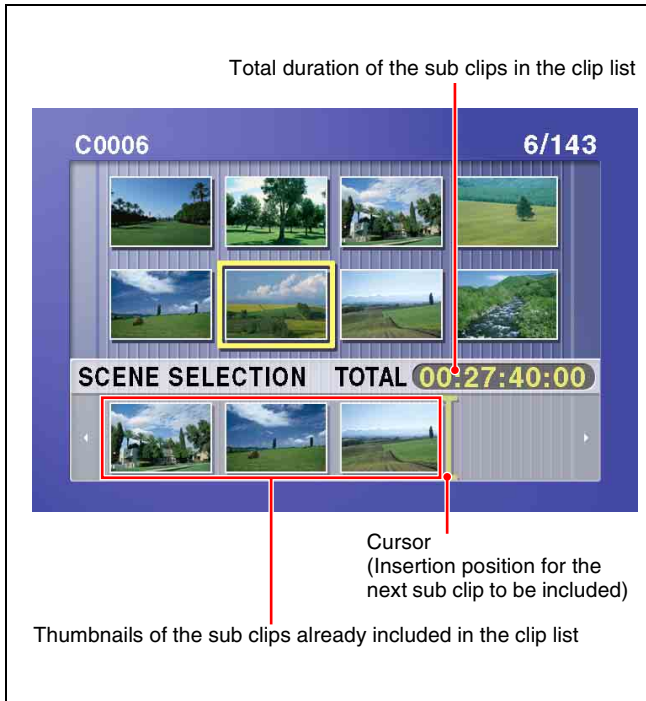 Total duration of the sub clips in the clip list
C0006 6/143
SCENE SELECTION TOTAL 00:27:40:00
Cursor
(Insertion position for the
next sub clip to be included)
Thumbnails of the sub clips already included in the clip list